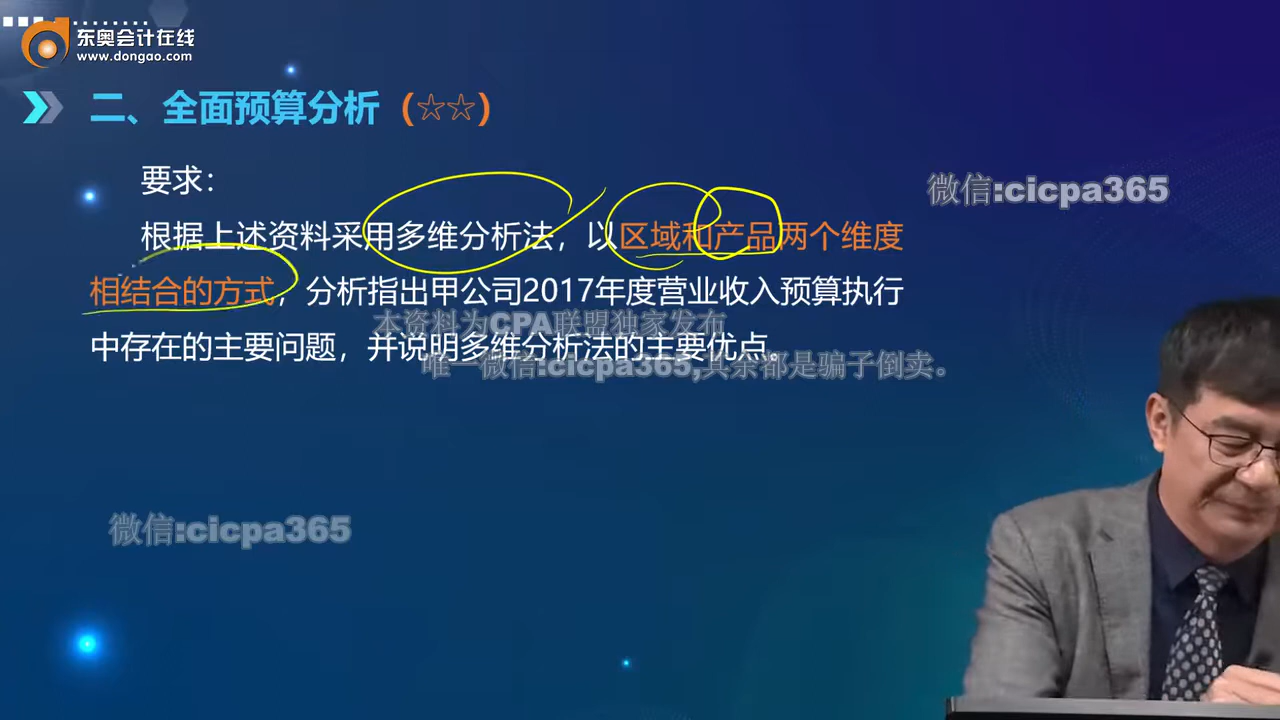 东奥会计在线
www.dongao.com
二、全面预算分析（☆☆）
要求：
微信:cicpa365
根据上述资料采用多维分析法，以区域和产品两个维度
相结合的方式，分析指出甲公司2017年度营业收入预算执行
本资料为CPA联盟独家发布
中存在的主要问题，并说明多维分析法的主要优点。
唯一微信:cicpa365,其余都是骗子倒卖。
微信:cicpa365